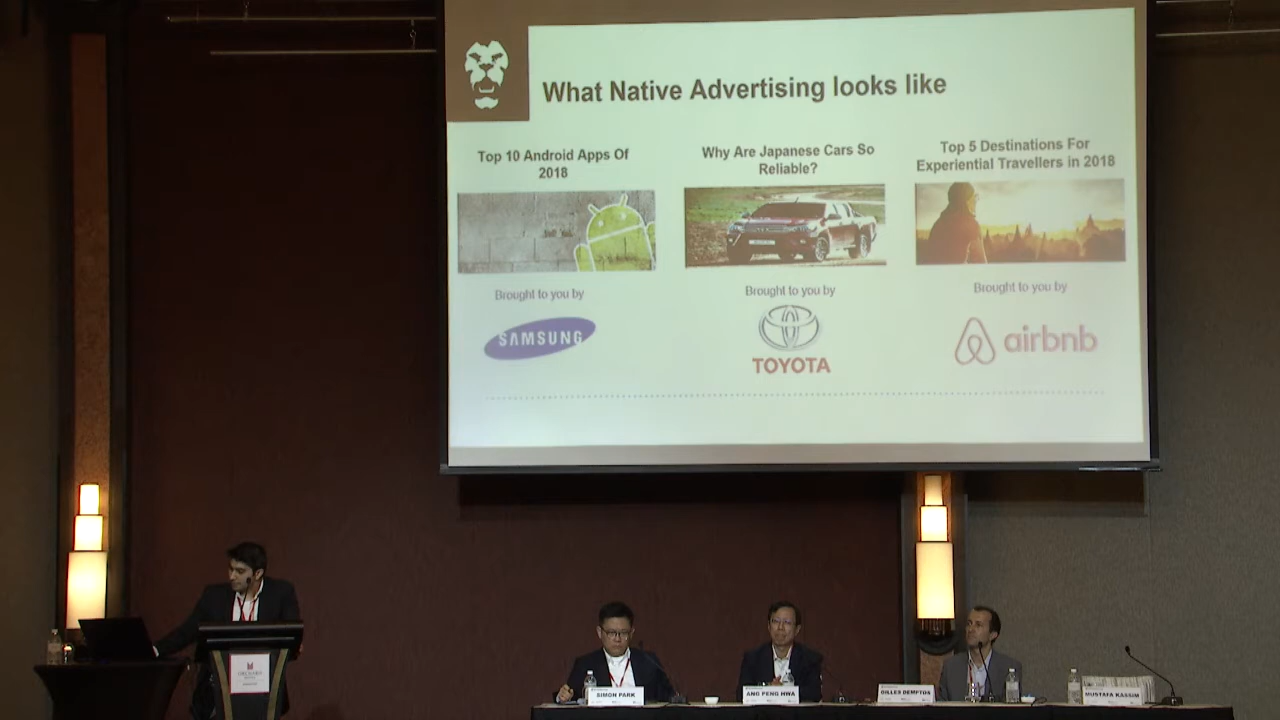 What Native Advertising looks like
Top 10 Android Apps Of
2018
Why Are Japanese Cars So
Reliable?
Top 5 Destinations For
Experiential Travellers in 2018
Brought to you by
Brought to you by
Brought to you by
SAMSUNG
TOYOTA
airbnb
SIMON PARK
ANG PENG HWA
GILLES DEMPTOS
MUSTAFA KASSIM